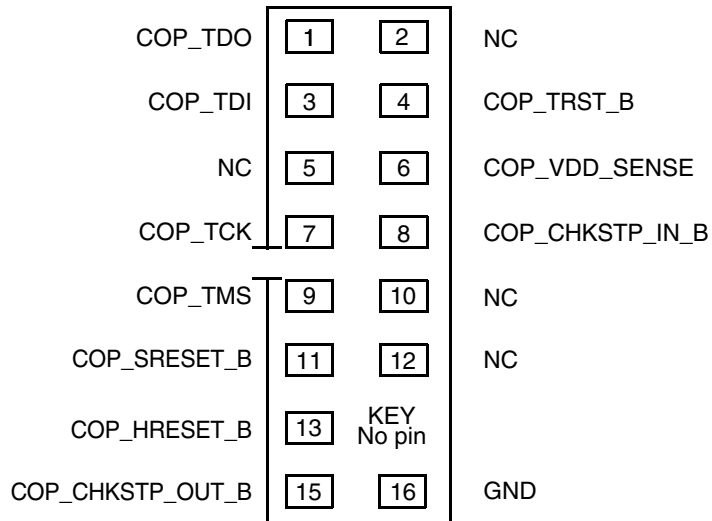 COP_TDO 1 2 NC
COP_TDI 3 4 COP_TRST_B
NC 5 6 COP_VDD_SENSE
COP_TCK 7 8 COP_CHKSTP_IN_B
COP_TMS 9 10 NC
COP_SRESET_B 11 12 NC
COP_HRESET_B 13 KEY
No pin
COP_CHKSTP_OUT_B 15 16 GND